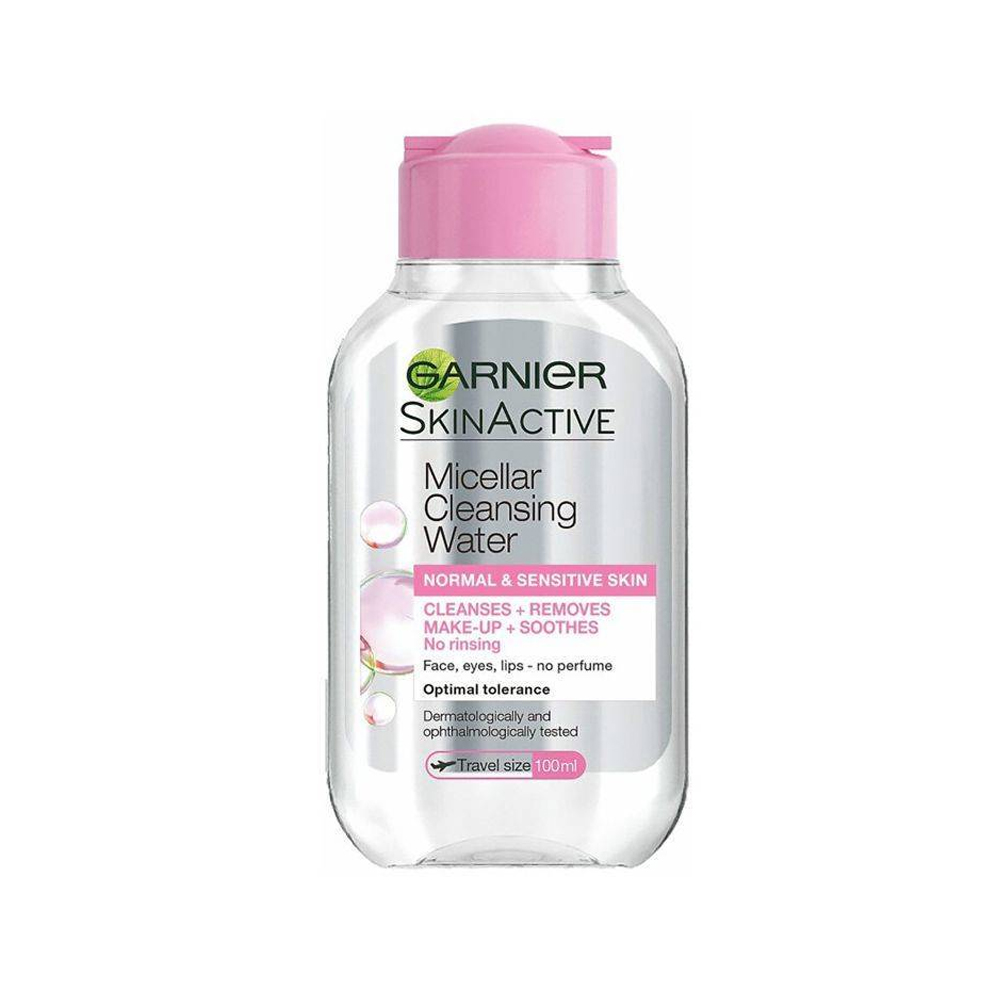 GARNIER
SKINACTIVE
Micellar
Cleansing
Water
NORMAL & SENSITIVE SKIN
CLEANSES + REMOVES
MAKE-UP + SOOTHES
No rinsing
Face, eyes, lips - no perfume
Optimal tolerance
Dermatologically and
ophthalmologically tested
Travel size 100ml